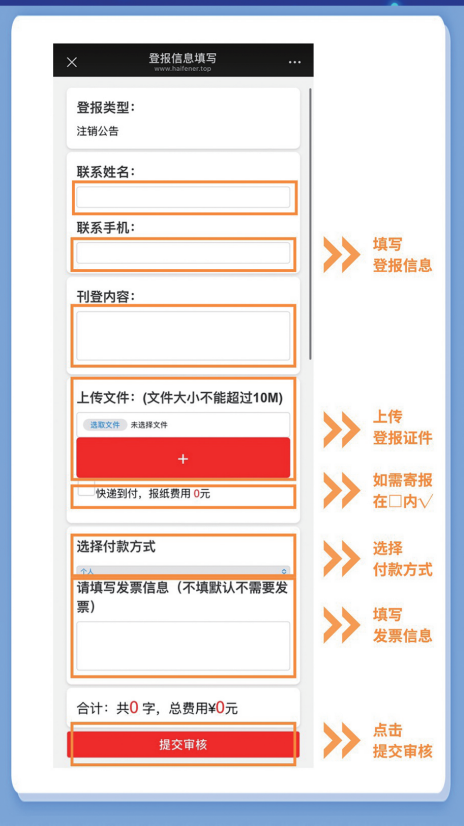 登报信息填写
www.haifener.top
登报类型：
注销公告
联系姓名：
联系手机：
填写
登报信息
刊登内容：
上传文件：(文件大小不能超过10M)
选取文件 未选择文件
+
上传
登报证件
快递到付，报纸费用 0元
如需寄报
在□内√
选择付款方式
个人
选择
付款方式
请填写发票信息（不填默认不需要发
票）
填写
发票信息
合计：共0 字，总费用¥0元
提交审核
点击
提交审核